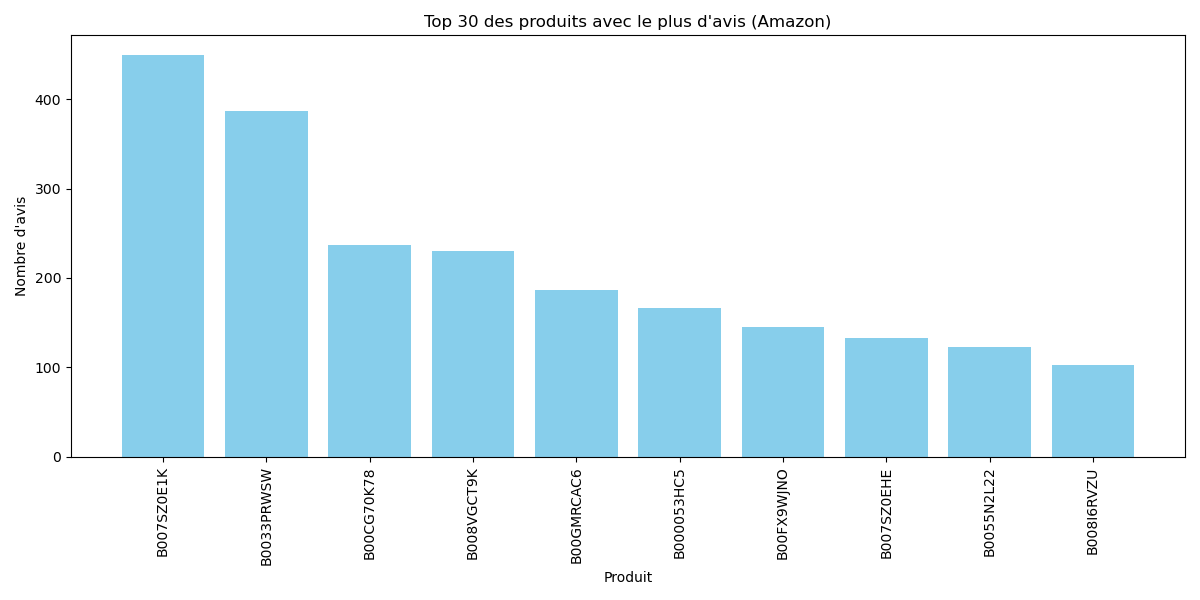 Top 30 des produits avec le plus d'avis (Amazon)
Nombre d'avis
400
300
200
100
0
B007SZ0E1K
B0033PRWSW
B00CG70K78
B008VGCT9K
B00GMRCAC6
B000053HC5
B00FX9WJNO
B007SZ0EHE
B0055N2L22
B008I6RVZU
Produit